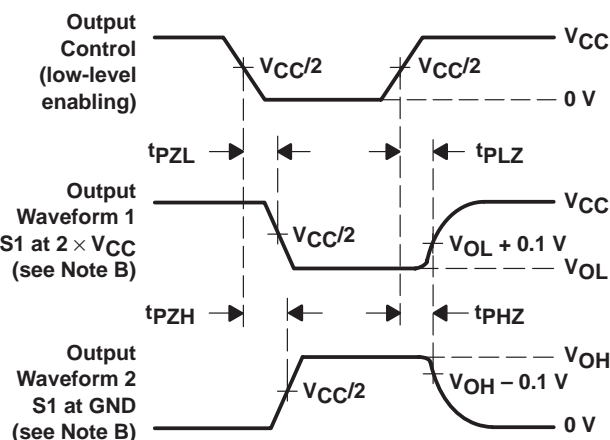 Output
Control
(low-level
enabling)
VCC/2
VCC/2
VCC
0 V
tPZL
tPLZ
Output
Waveform 1
S1 at 2 × VCC
(see Note B)
VCC/2
VCC
VOL + 0.1 V
VOL
tPZH
tPHZ
Output
Waveform 2
S1 at GND
(see Note B)
VCC/2
VOH
VOH – 0.1 V
0 V